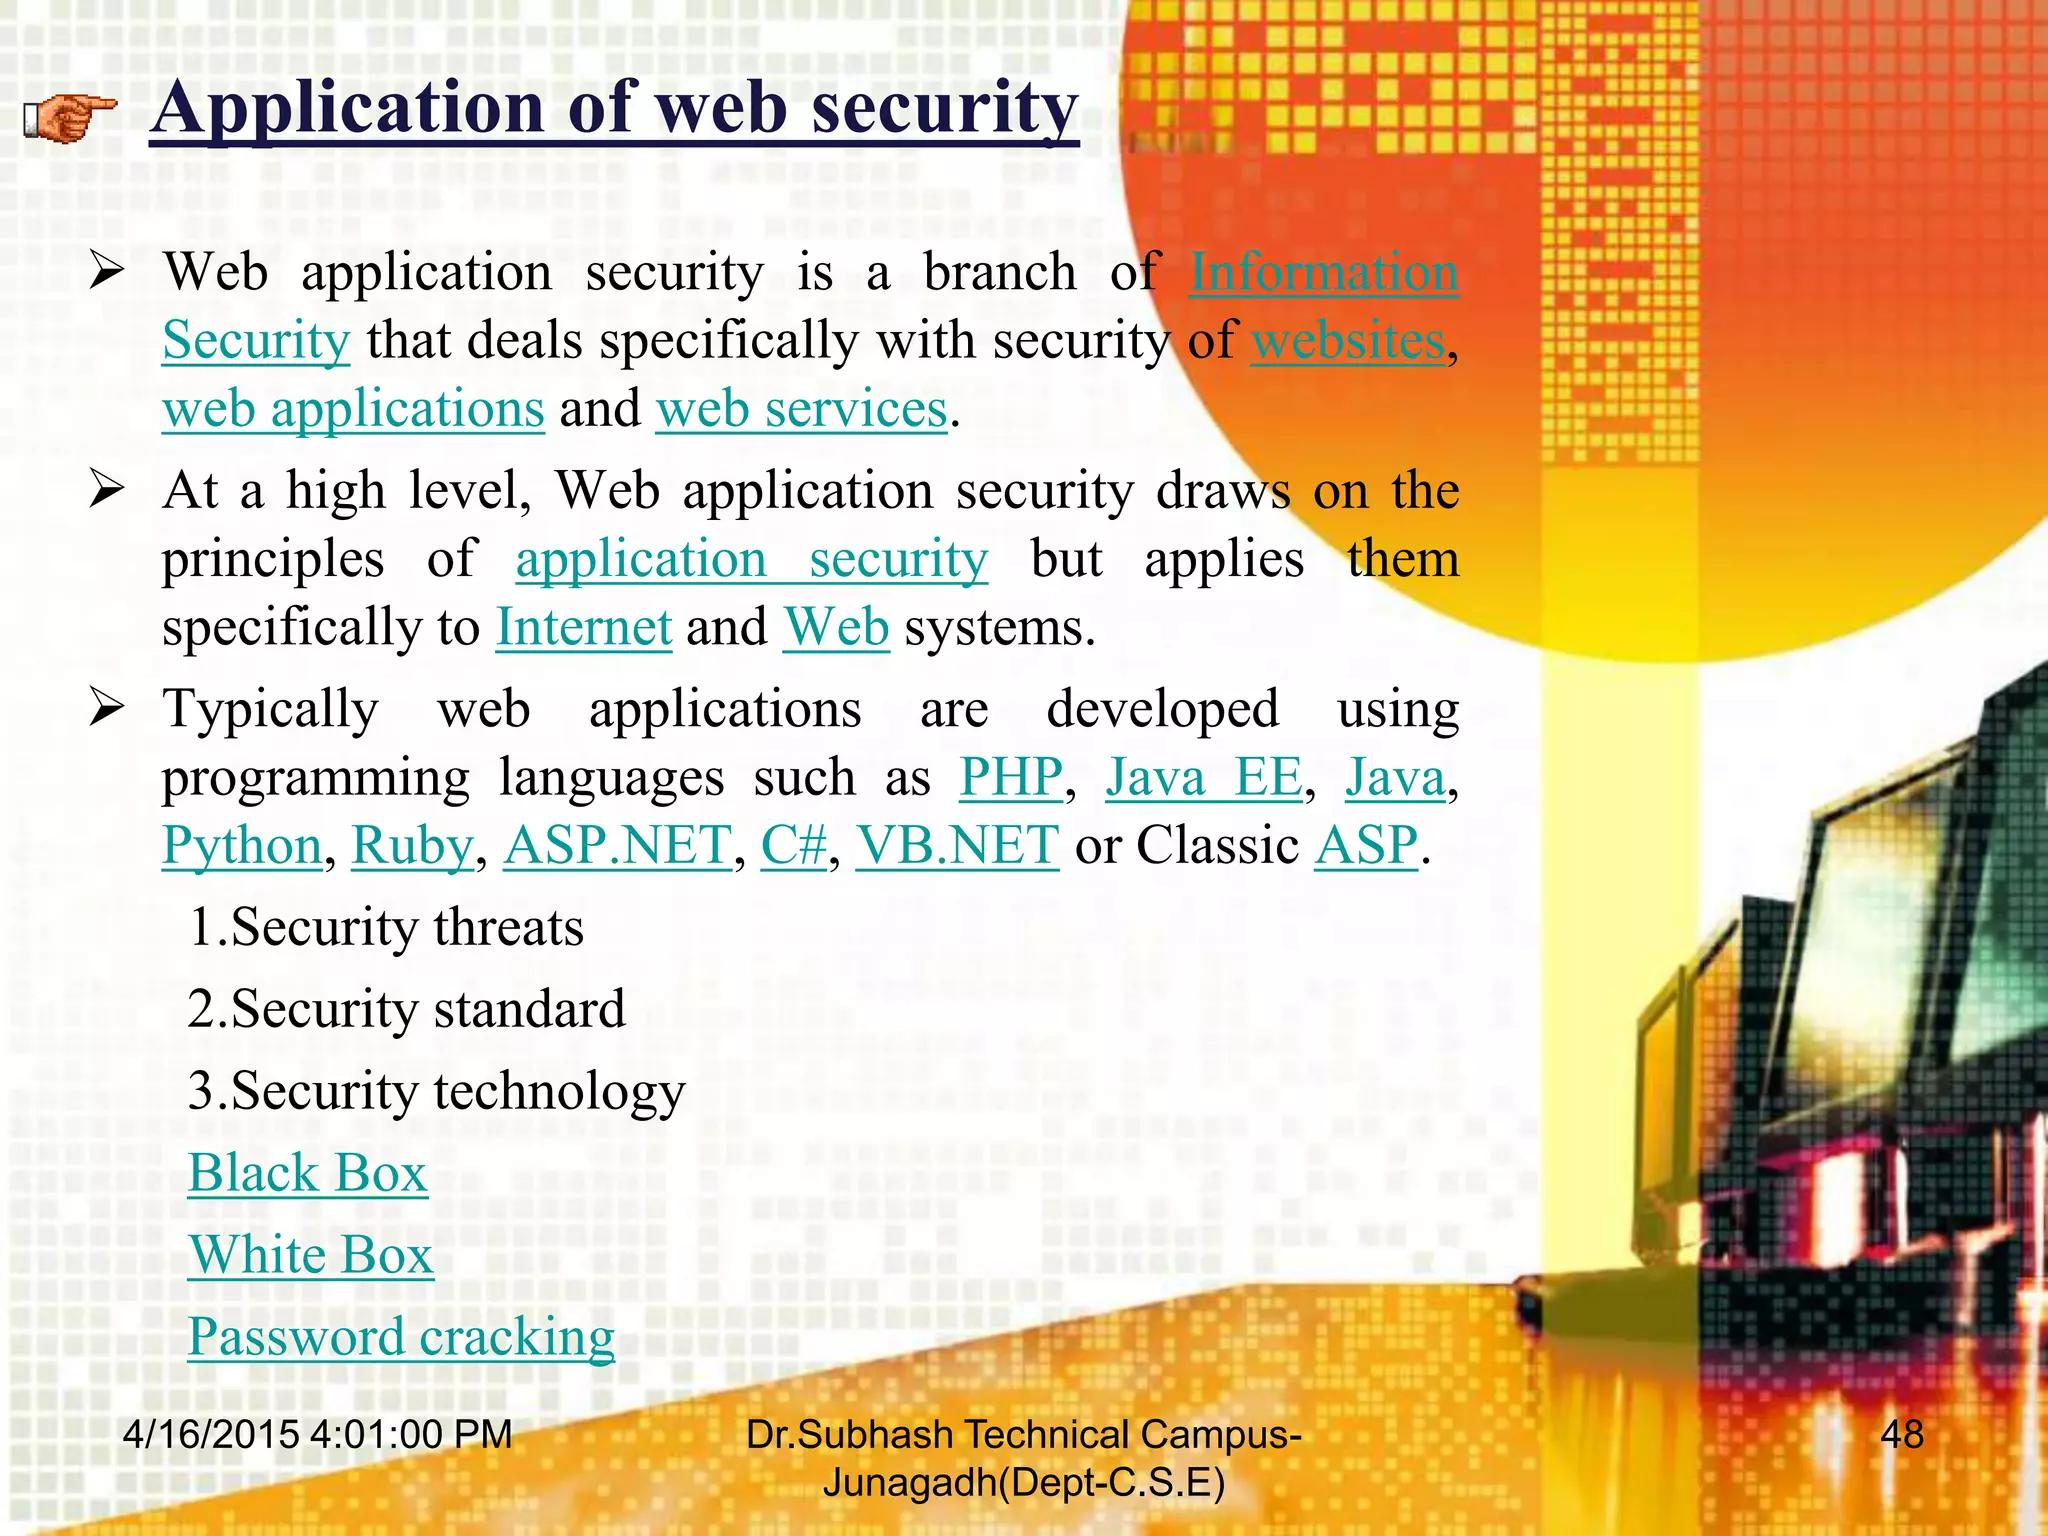 Application of web security
Web application security is a branch of Information
Security that deals specifically with security of websites,
web applications and web services.
At a high level, Web application security draws on the
principles of application security but applies them
specifically to Internet and Web systems.
Typically web applications are developed using
programming languages such as PHP, Java EE, Java,
Python, Ruby, ASP.NET, C#, VB.NET or Classic ASP.
1.Security threats
2.Security standard
3.Security technology
Black Box
White Box
Password cracking
4/16/2015 4:01:00 PM
Dr.Subhash Technical Campus-
Junagadh(Dept-C.S.E)
48